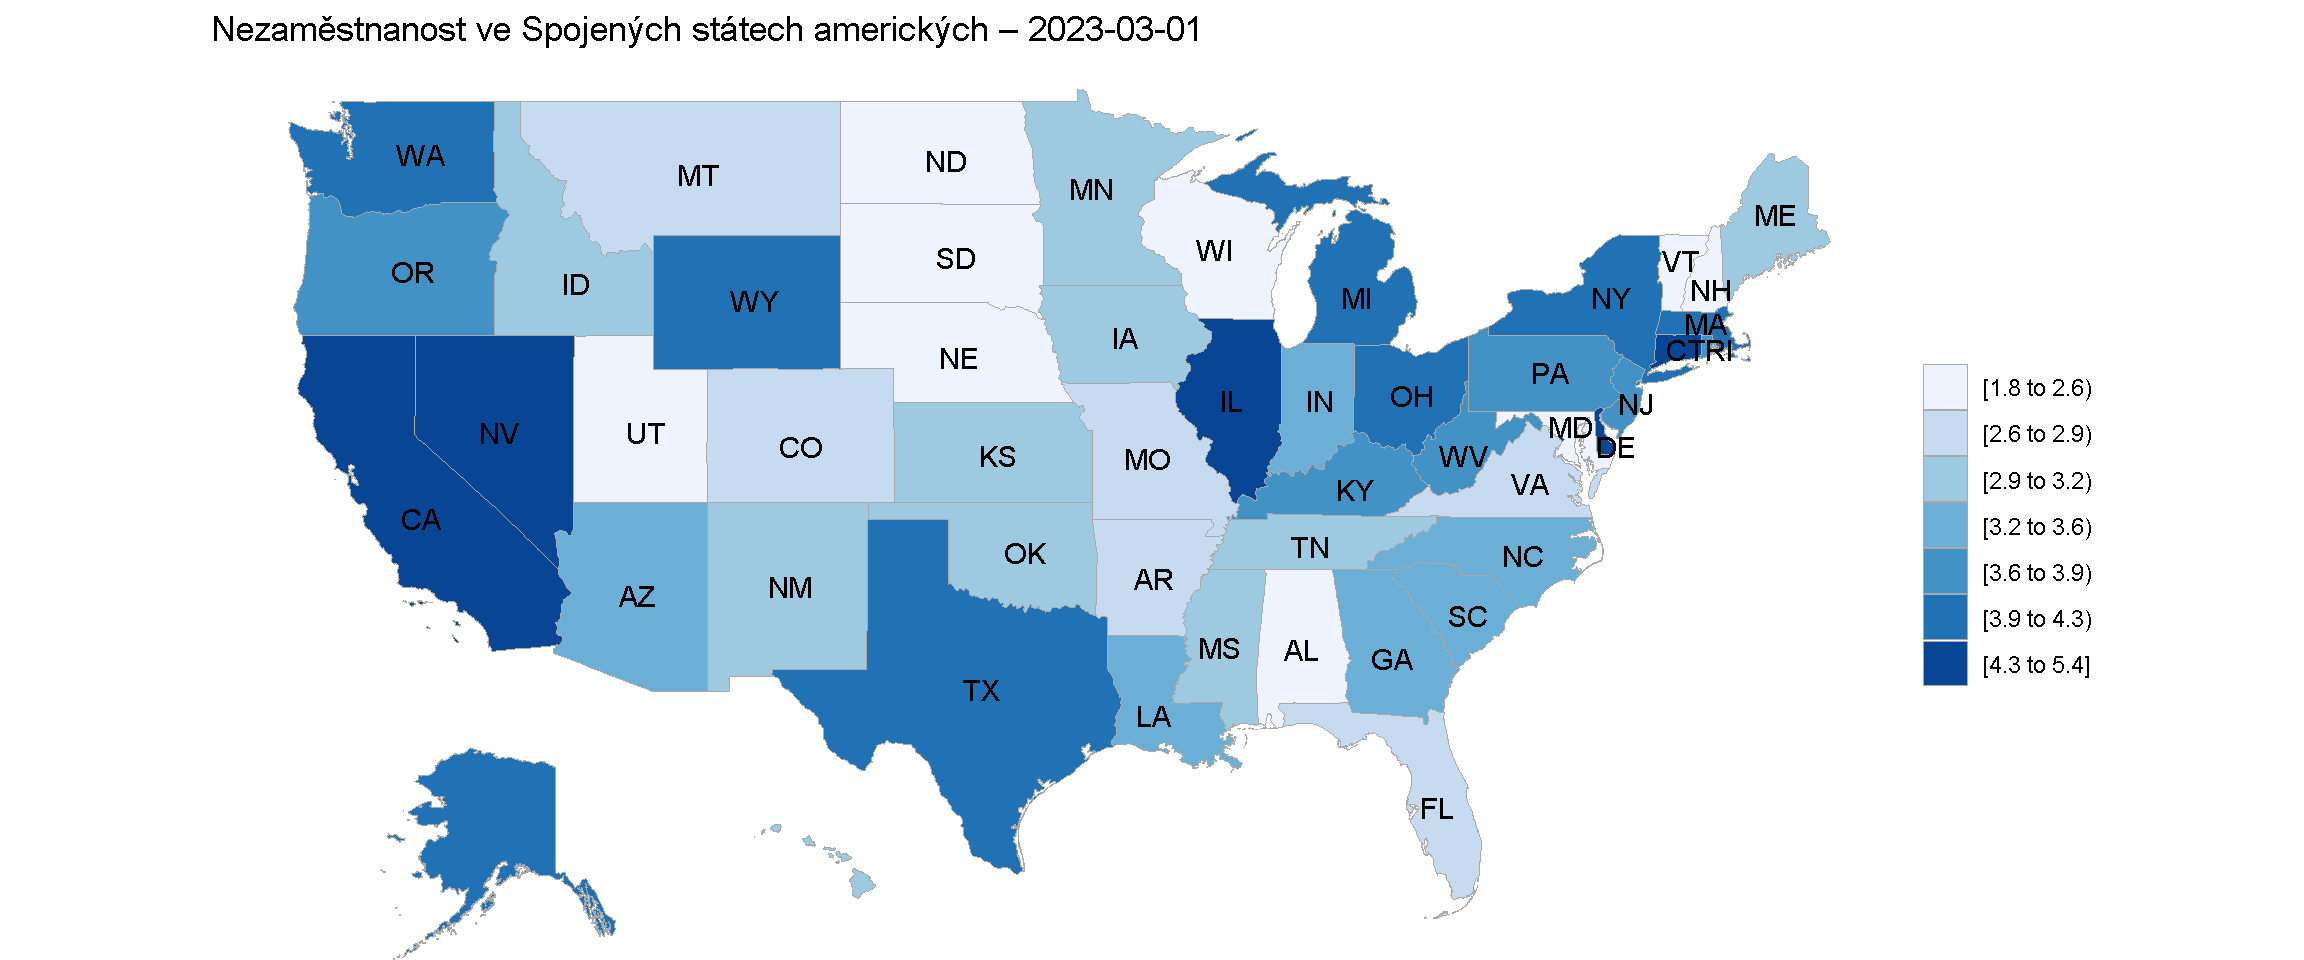 Nezaměstnanost ve Spojených státech amerických – 2023-03-01
WA
MT
ND
MN
ME
OR
ID
WY
SD
WI
MI
NY
VT
NH
MA
CT
RI
NE
IA
PA
NJ
NV
UT
CO
KS
MO
IL
IN
OH
MD
DE
WV
VA
KY
CA
AZ
NM
OK
AR
TN
NC
SC
MS
AL
GA
TX
LA
FL
[1.8 to 2.6)
[2.6 to 2.9)
[2.9 to 3.2)
[3.2 to 3.6)
[3.6 to 3.9)
[3.9 to 4.3)
[4.3 to 5.4]